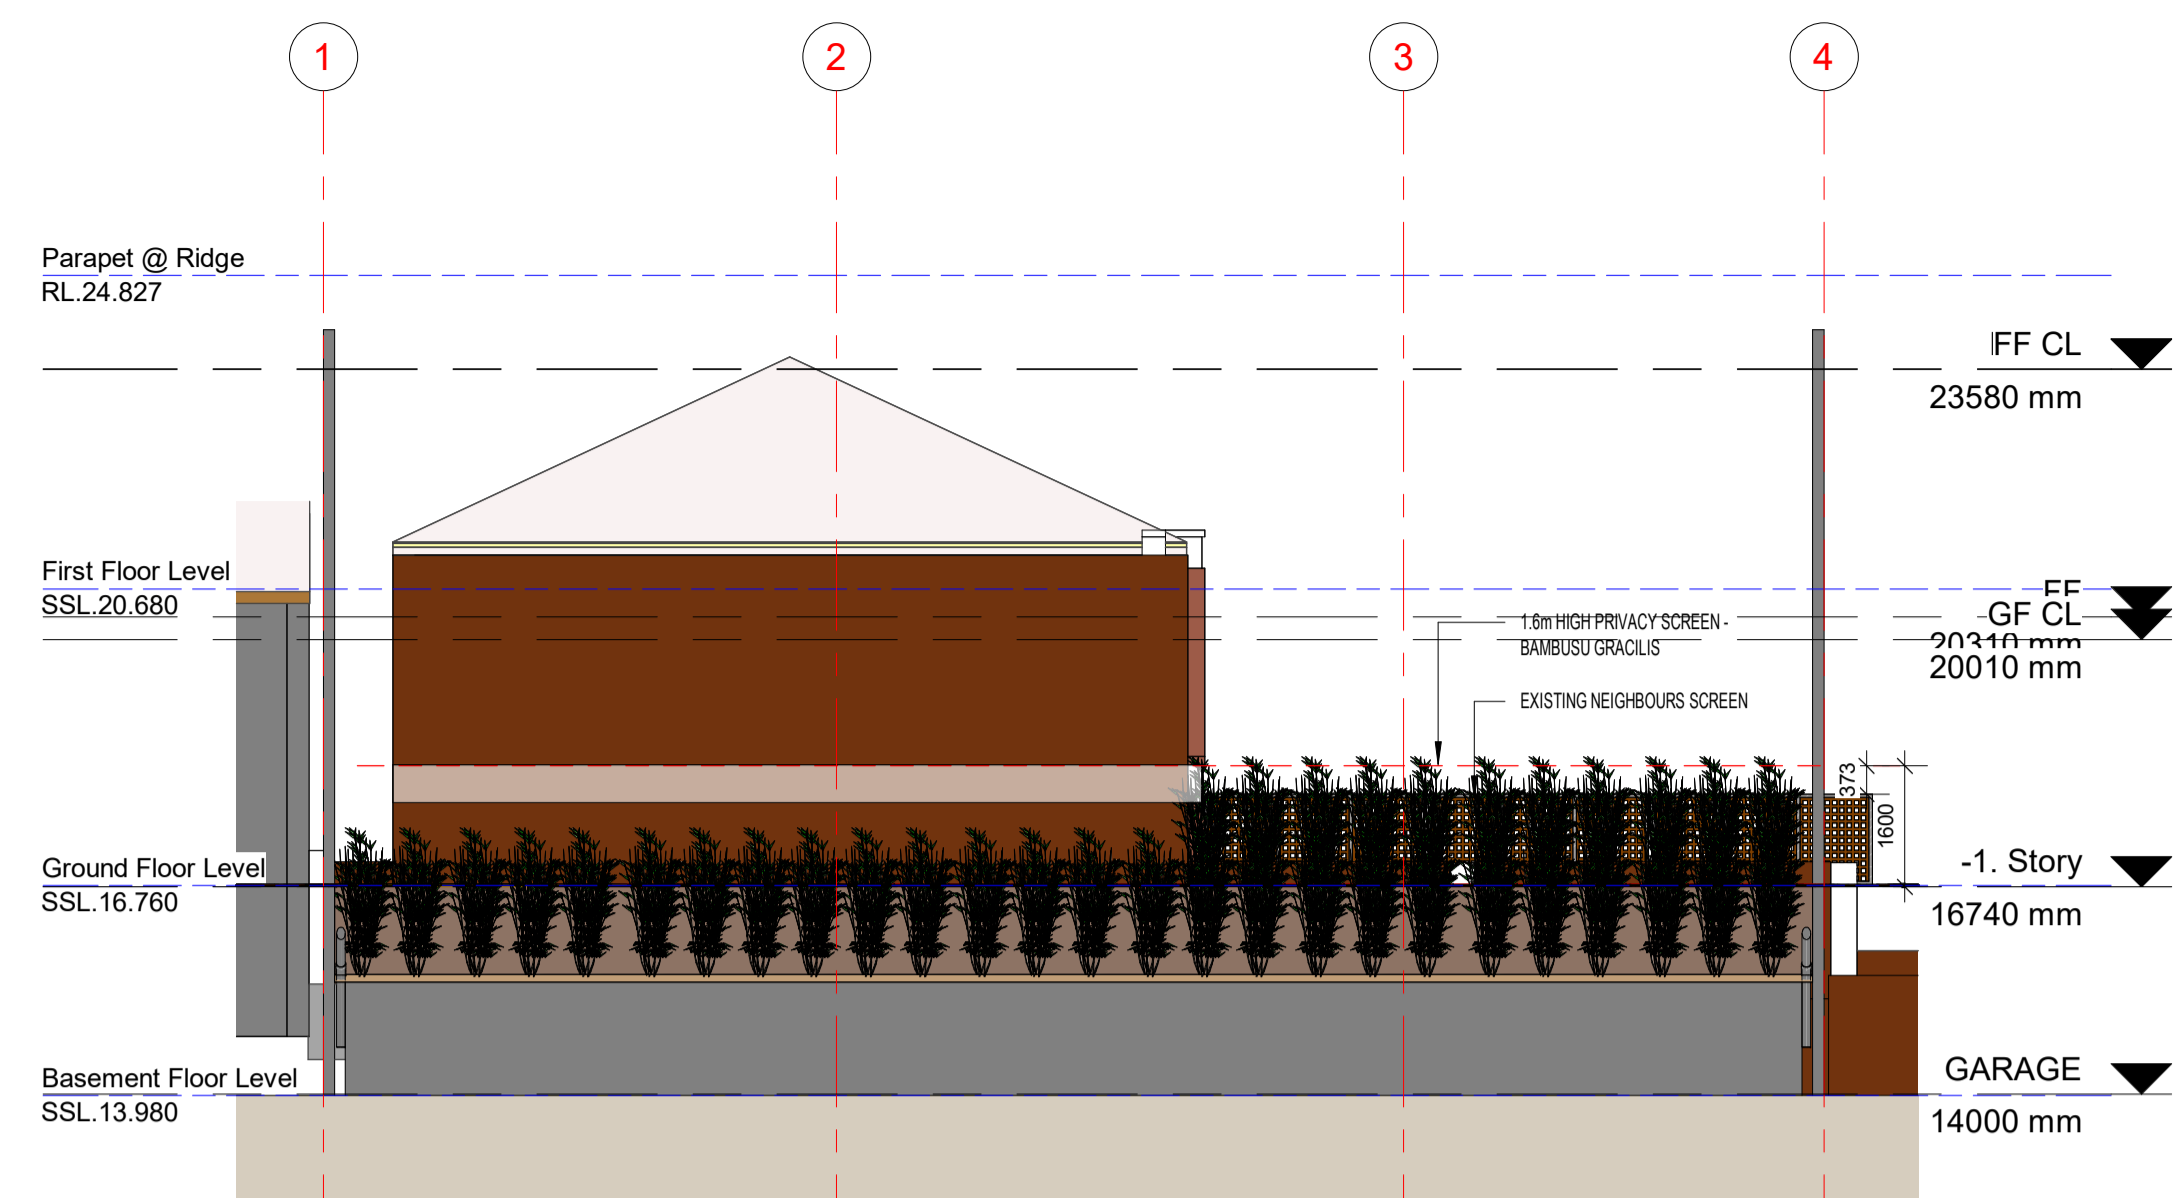 1
2
3
4
Parapet @ Ridge
RL.24.827
FF CL
23580 mm
First Floor Level
SSL.20.680
FF
GF CL
20310 mm
20010 mm
1.6m HIGH PRIVACY SCREEN -
BAMBUSU GRACILIS
EXISTING NEIGHBOURS SCREEN
373
1600
Ground Floor Level
SSL.16.760
-1. Story
16740 mm
Basement Floor Level
SSL.13.980
GARAGE
14000 mm